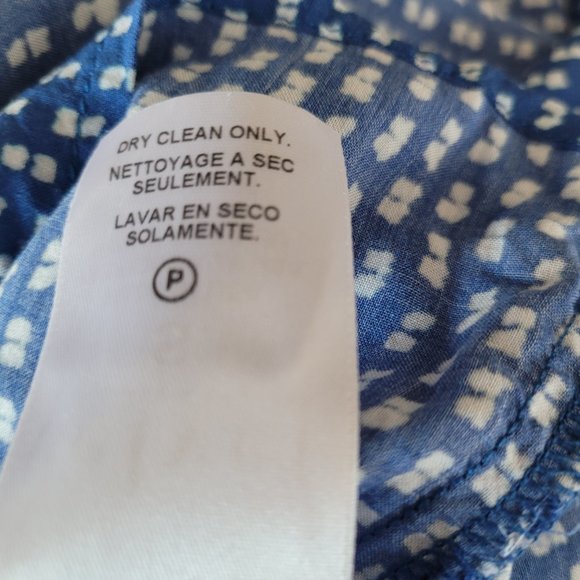 DRY CLEAN ONLY.
NETTOYAGE A SEC
SEULEMENT.
LAVAR EN SECO
SOLAMENTE.
P